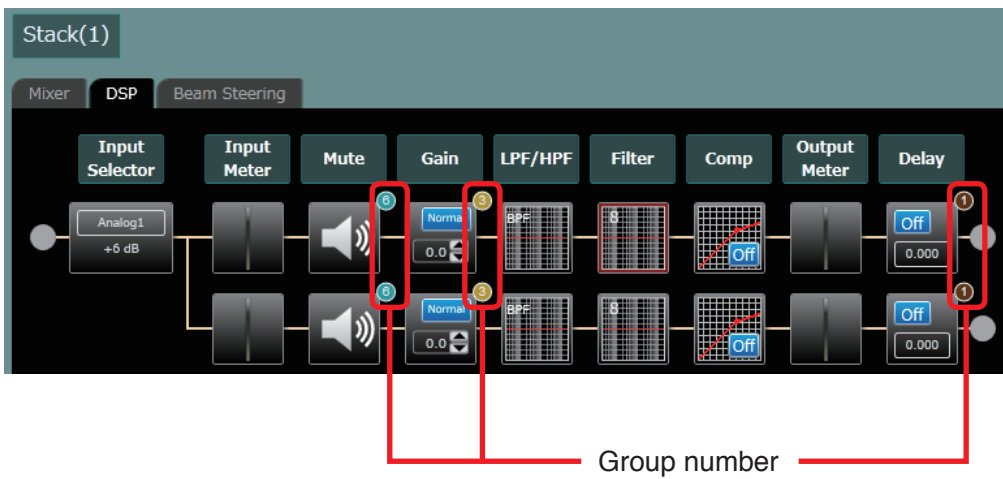 Stack(1)
Mixer DSP Beam Steering
Input Selector Input Meter Mute Gain LPF/HPF Filter Comp Output Meter Delay
6 3 1
Analog1 Normal BPF 8 Off
+6 dB 0.0 Off 0.000
6 3 1
Normal BPF 8 Off
0.0 Off 0.000
Group number